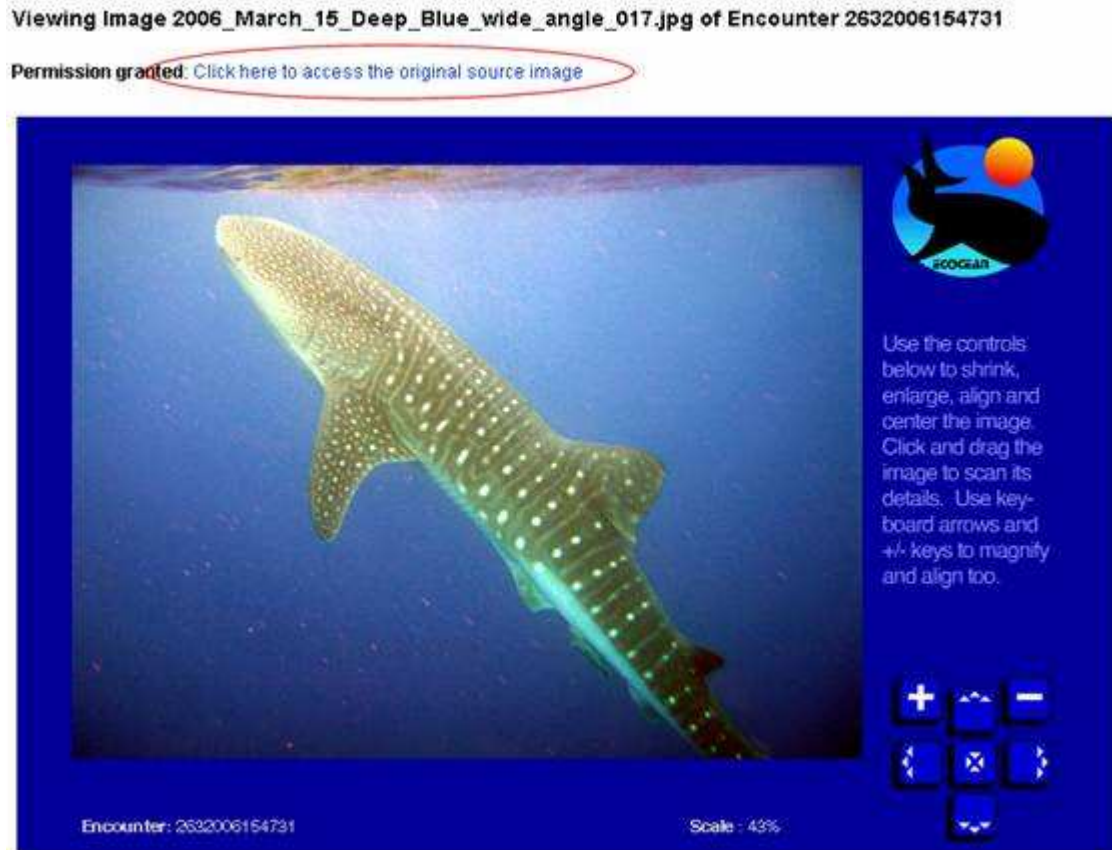 Viewing Image 2006_March_15_Deep_Blue_wide_angle_017.jpg of Encounter 2632006154731
Permission granted: Click here to access the original source image
ECOCEAN
Use the controls
below to shrink,
enlarge, align and
center the image.
Click and drag the
image to scan its
details. Use key-
board arrows and
+/- keys to magnify
and align too.
+
−
Encounter: 2632006154731
Scale : 43%